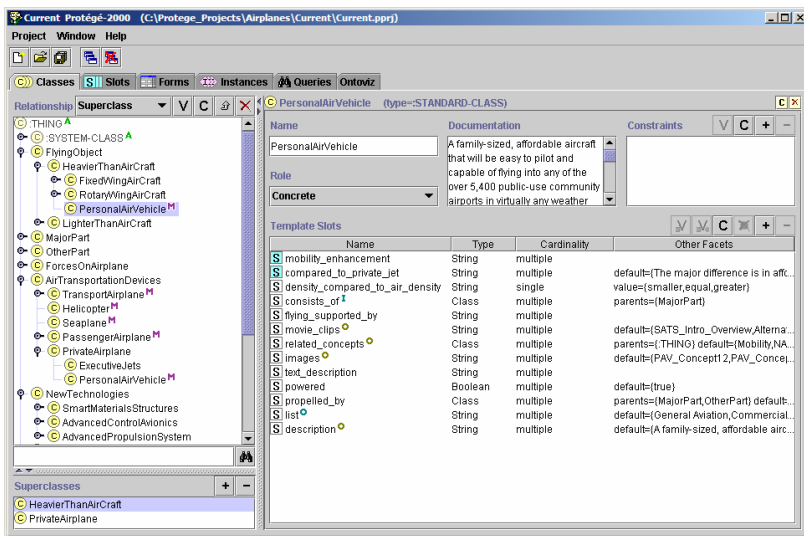 Current Protégé-2000 (C:\Protege_Projects\Airplanes\Current\Current.pprj)
Project Window Help
Classes S Slots Forms Instances Queries Ontoviz
Relationship Superclass V C
:THING A
:SYSTEM-CLASS A
FlyingObject
HeavierThanAirCraft
FixedWingAirCraft
RotaryWingAirCraft
PersonalAirVehicle M
LighterThanAirCraft
MajorPart
OtherPart
ForcesOnAirplane
AirTransportationDevices
TransportAirplane M
Helicopter M
Seaplane M
PassengerAirplane M
PrivateAirplane
ExecutiveJets
PersonalAirVehicle M
NewTechnologies
SmartMaterialsStructures
AdvancedControlAvionics
AdvancedPropulsionSystem
Superclasses + -
HeavierThanAirCraft
PrivateAirplane
C PersonalAirVehicle (type=:STANDARD-CLASS) C x
Name Documentation Constraints V C + -
PersonalAirVehicle
A family-sized, affordable aircraft
that will be easy to pilot and
capable of flying into any of the
over 5,400 public-use community
airports in virtually any weather
Role
Concrete
Template Slots C + -
Name Type Cardinality Other Facets
S mobility_enhancement String multiple
S compared_to_private_jet String multiple default={The major difference is in affc...
S density_compared_to_air_density String single value={smaller,equal,greater}
S consists_of I Class multiple parents={MajorPart}
S flying_supported_by String multiple
S movie_clips String multiple default={SATS_Intro_Overview,Alterna...
S related_concepts Class multiple parents={:THING} default={Mobility,NA...
S images String multiple default={PAV_Concept12,PAV_Concej...
S text_description String multiple
S powered Boolean multiple default={true}
S propelled_by Class multiple parents={MajorPart,OtherPart} default...
S list String multiple default={General Aviation,Commercial...
S description String multiple default={A family-sized, affordable airc...